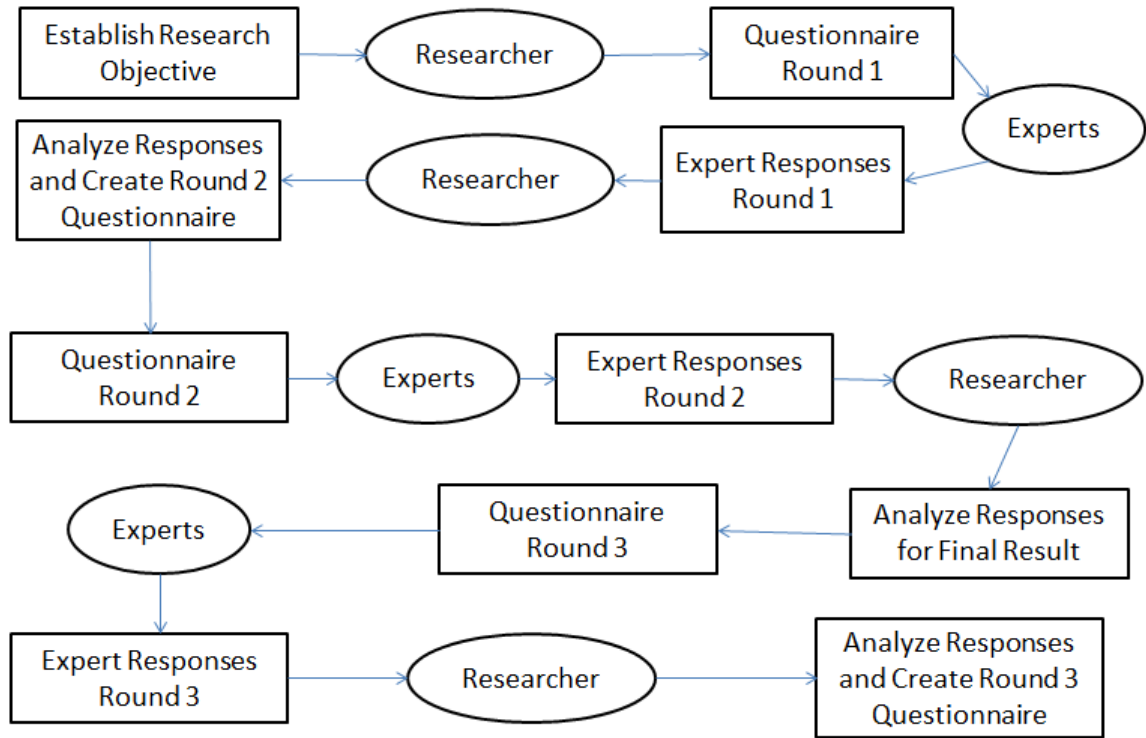 Establish Research
Objective
Researcher
Questionnaire
Round 1
Experts
Expert Responses
Round 1
Researcher
Analyze Responses
and Create Round 2
Questionnaire
Questionnaire
Round 2
Experts
Expert Responses
Round 2
Researcher
Analyze Responses
for Final Result
Questionnaire
Round 3
Experts
Expert Responses
Round 3
Researcher
Analyze Responses
and Create Round 3
Questionnaire